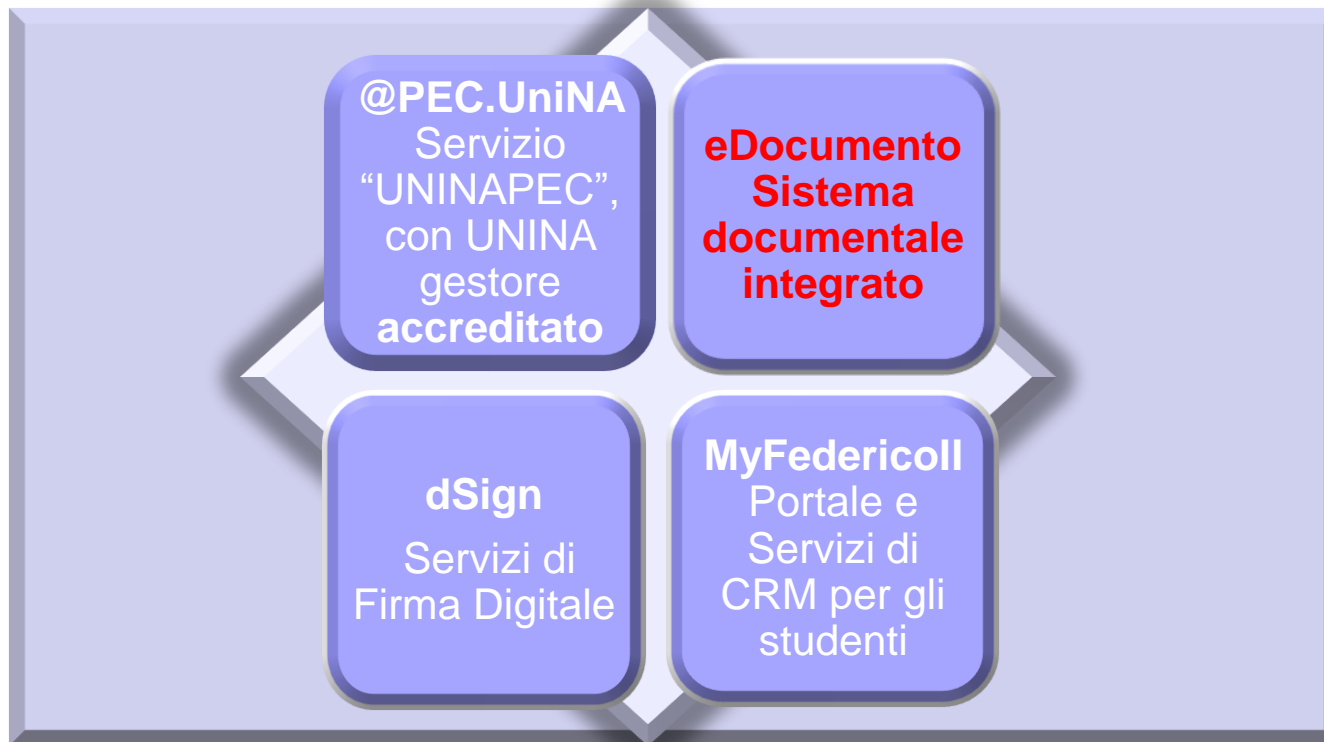 @PEC.UniNA
Servizio
“UNINAPEC”,
con UNINA
gestore
accreditato
eDocumento
Sistema
documentale
integrato
dSign
Servizi di
Firma Digitale
MyFedericoII
Portale e
Servizi di
CRM per gli
studenti